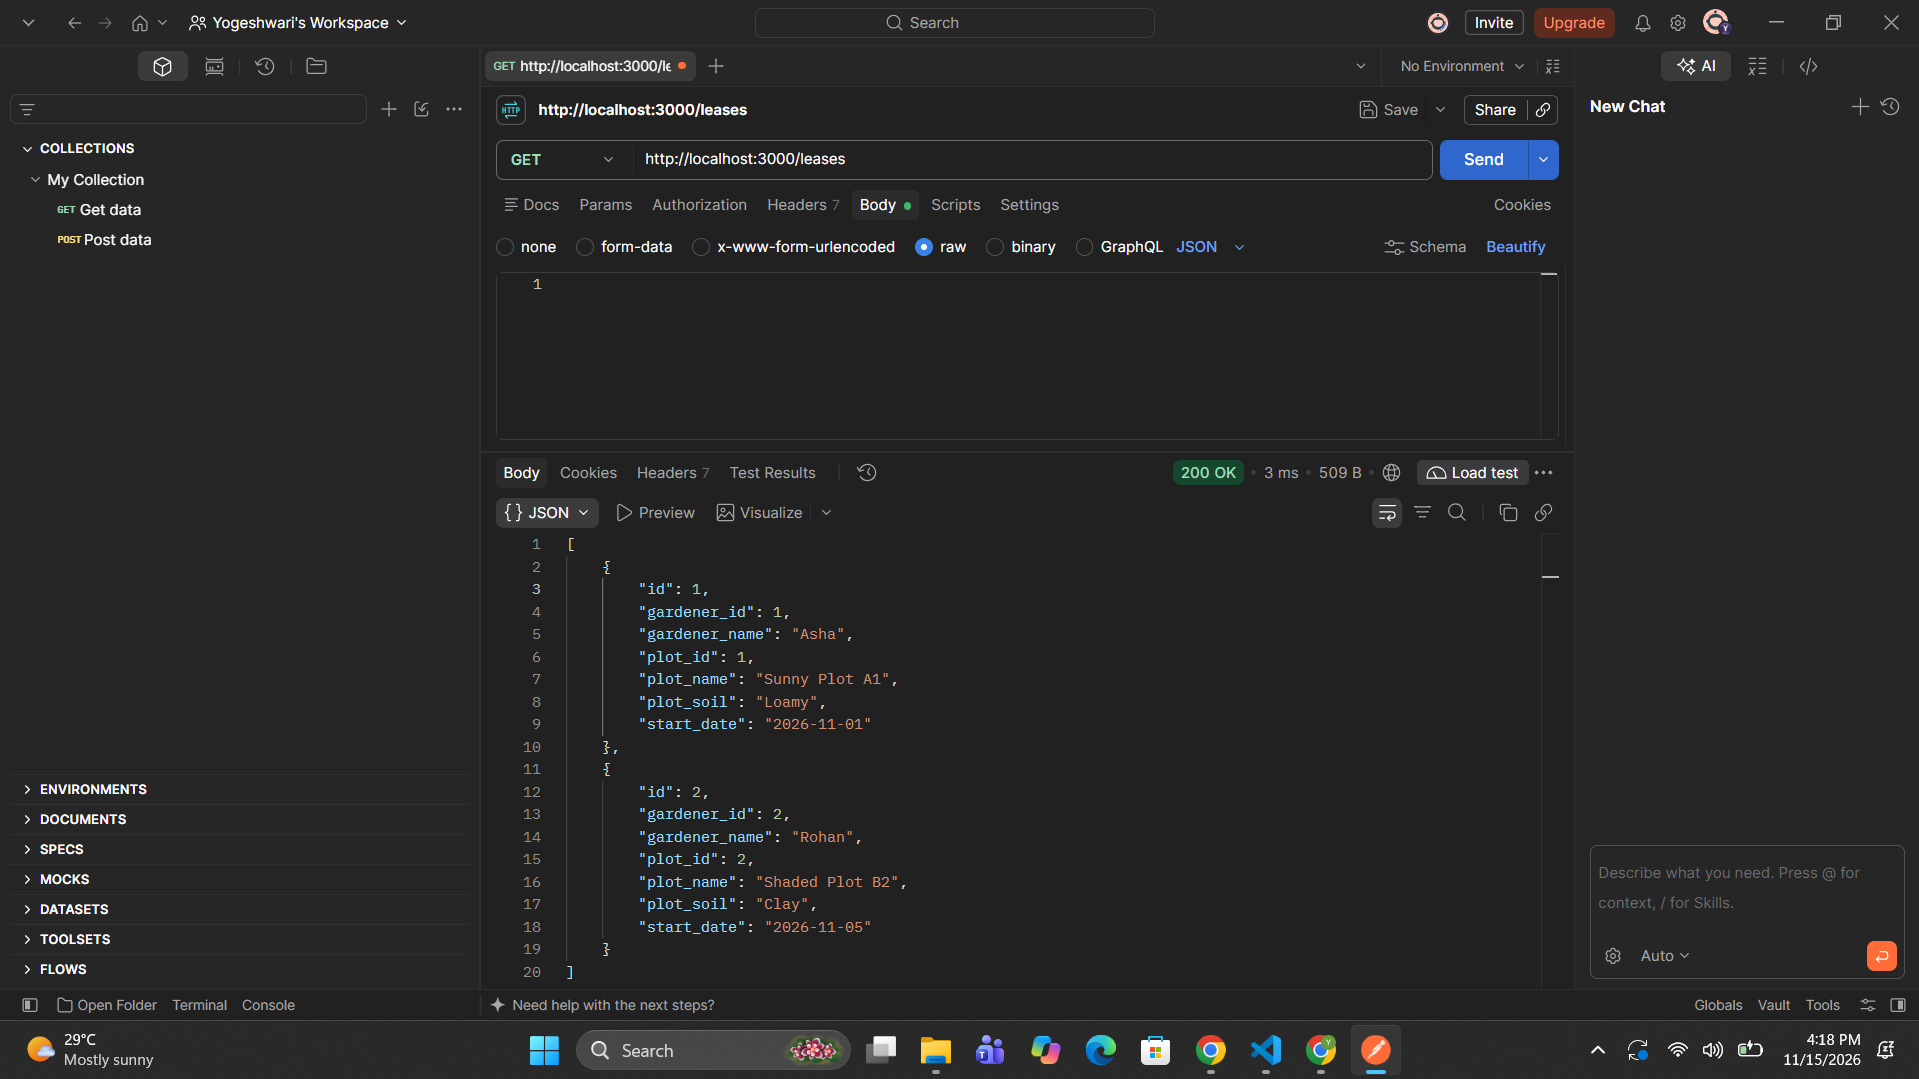 Yogeshwari's Workspace
Search
Invite
Upgrade
Y
GET http://localhost:3000/le
No Environment
AI
HTTP
http://localhost:3000/leases
Save
Share
New Chat
COLLECTIONS
My Collection
GET Get data
POST Post data
GET
http://localhost:3000/leases
Send
Docs
Params
Authorization
Headers 7
Body
Scripts
Settings
Cookies
none
form-data
x-www-form-urlencoded
raw
binary
GraphQL
JSON
Schema
Beautify
1
Body
Cookies
Headers 7
Test Results
200 OK
3 ms
509 B
Load test
{} JSON
Preview
Visualize
1 [
2 {
3 "id": 1,
4 "gardener_id": 1,
5 "gardener_name": "Asha",
6 "plot_id": 1,
7 "plot_name": "Sunny Plot A1",
8 "plot_soil": "Loamy",
9 "start_date": "2026-11-01"
10 },
11 {
12 "id": 2,
13 "gardener_id": 2,
14 "gardener_name": "Rohan",
15 "plot_id": 2,
16 "plot_name": "Shaded Plot B2",
17 "plot_soil": "Clay",
18 "start_date": "2026-11-05"
19 }
20 ]
ENVIRONMENTS
DOCUMENTS
SPECS
MOCKS
DATASETS
TOOLSETS
FLOWS
Describe what you need. Press @ for
context, / for Skills.
Auto
Open Folder
Terminal
Console
Need help with the next steps?
Globals
Vault
Tools
29°C
Mostly sunny
Search
4:18 PM
11/15/2026